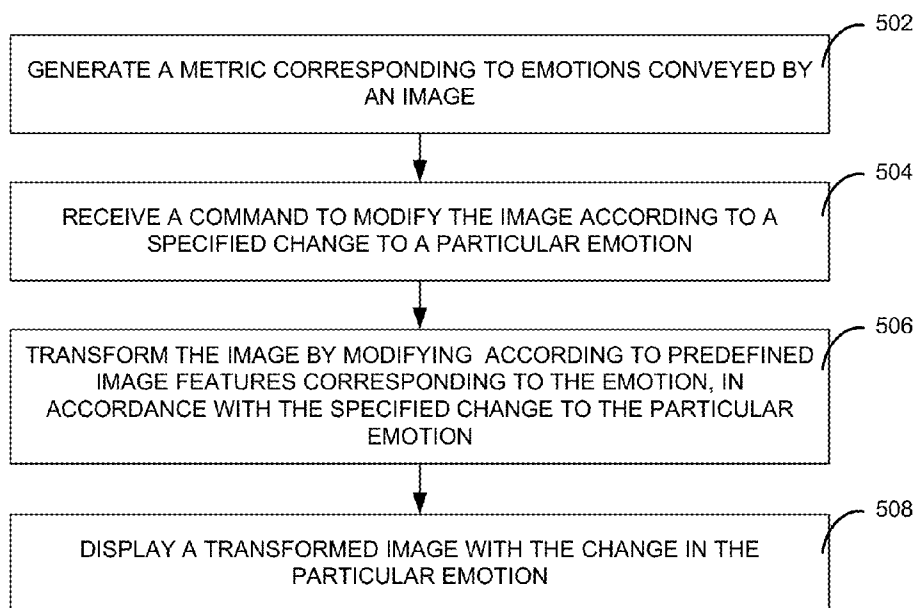 502
GENERATE A METRIC CORRESPONDING TO EMOTIONS CONVEYED BY
AN IMAGE
504
RECEIVE A COMMAND TO MODIFY THE IMAGE ACCORDING TO A
SPECIFIED CHANGE TO A PARTICULAR EMOTION
506
TRANSFORM THE IMAGE BY MODIFYING ACCORDING TO PREDEFINED
IMAGE FEATURES CORRESPONDING TO THE EMOTION, IN
ACCORDANCE WITH THE SPECIFIED CHANGE TO THE PARTICULAR
EMOTION
508
DISPLAY A TRANSFORMED IMAGE WITH THE CHANGE IN THE
PARTICULAR EMOTION